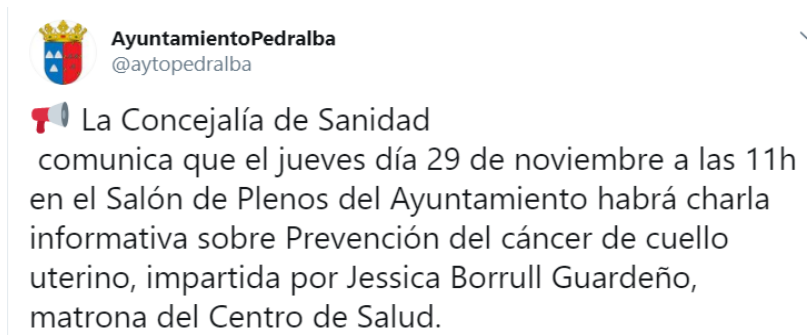 AyuntamientoPedralba
@aytopedralba
📢 La Concejalía de Sanidad
comunica que el jueves día 29 de noviembre a las 11h
en el Salón de Plenos del Ayuntamiento habrá charla
informativa sobre Prevención del cáncer de cuello
uterino, impartida por Jessica Borrull Guardeño,
matrona del Centro de Salud.